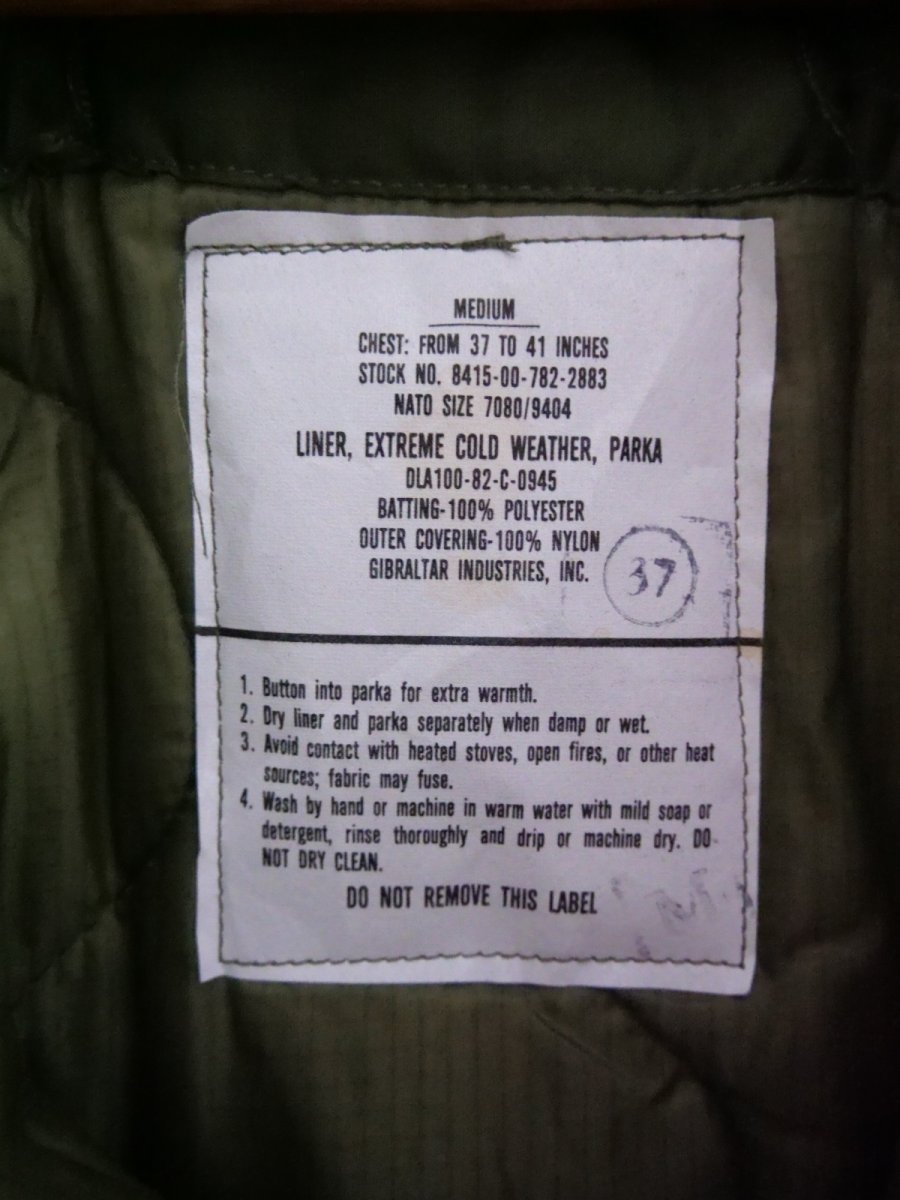 MEDIUM
CHEST: FROM 37 TO 41 INCHES
STOCK NO. 8415-00-782-2883
NATO SIZE 7080/9404
LINER, EXTREME COLD WEATHER, PARKA
DLA100-82-C-0945
BATTING-100% POLYESTER
OUTER COVERING-100% NYLON
GIBRALTAR INDUSTRIES, INC.
37
1. Button into parka for extra warmth.
2. Dry liner and parka separately when damp or wet.
3. Avoid contact with heated stoves, open fires, or other heat
sources; fabric may fuse.
4. Wash by hand or machine in warm water with mild soap or
detergent, rinse thoroughly and drip or machine dry. DO
NOT DRY CLEAN.
DO NOT REMOVE THIS LABEL